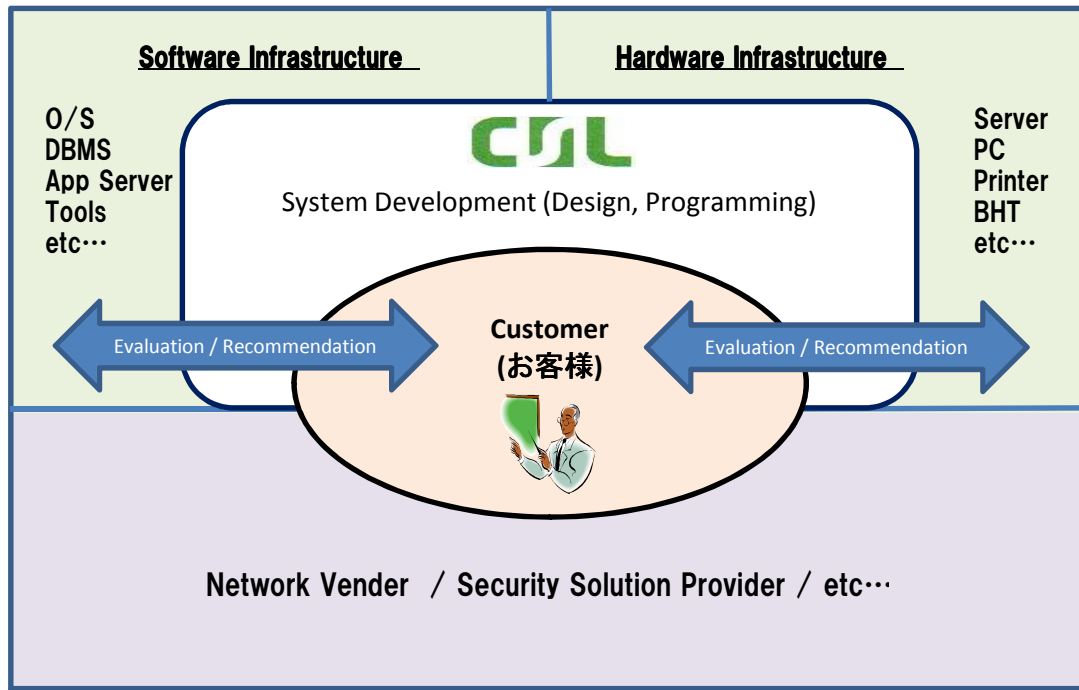 Software Infrastructure
Hardware Infrastructure
O/S
DBMS
App Server
Tools
etc…
Server
PC
Printer
BHT
etc…
CDL
System Development (Design, Programming)
Evaluation / Recommendation
Customer
(お客様)
Evaluation / Recommendation
Network Vender / Security Solution Provider / etc…